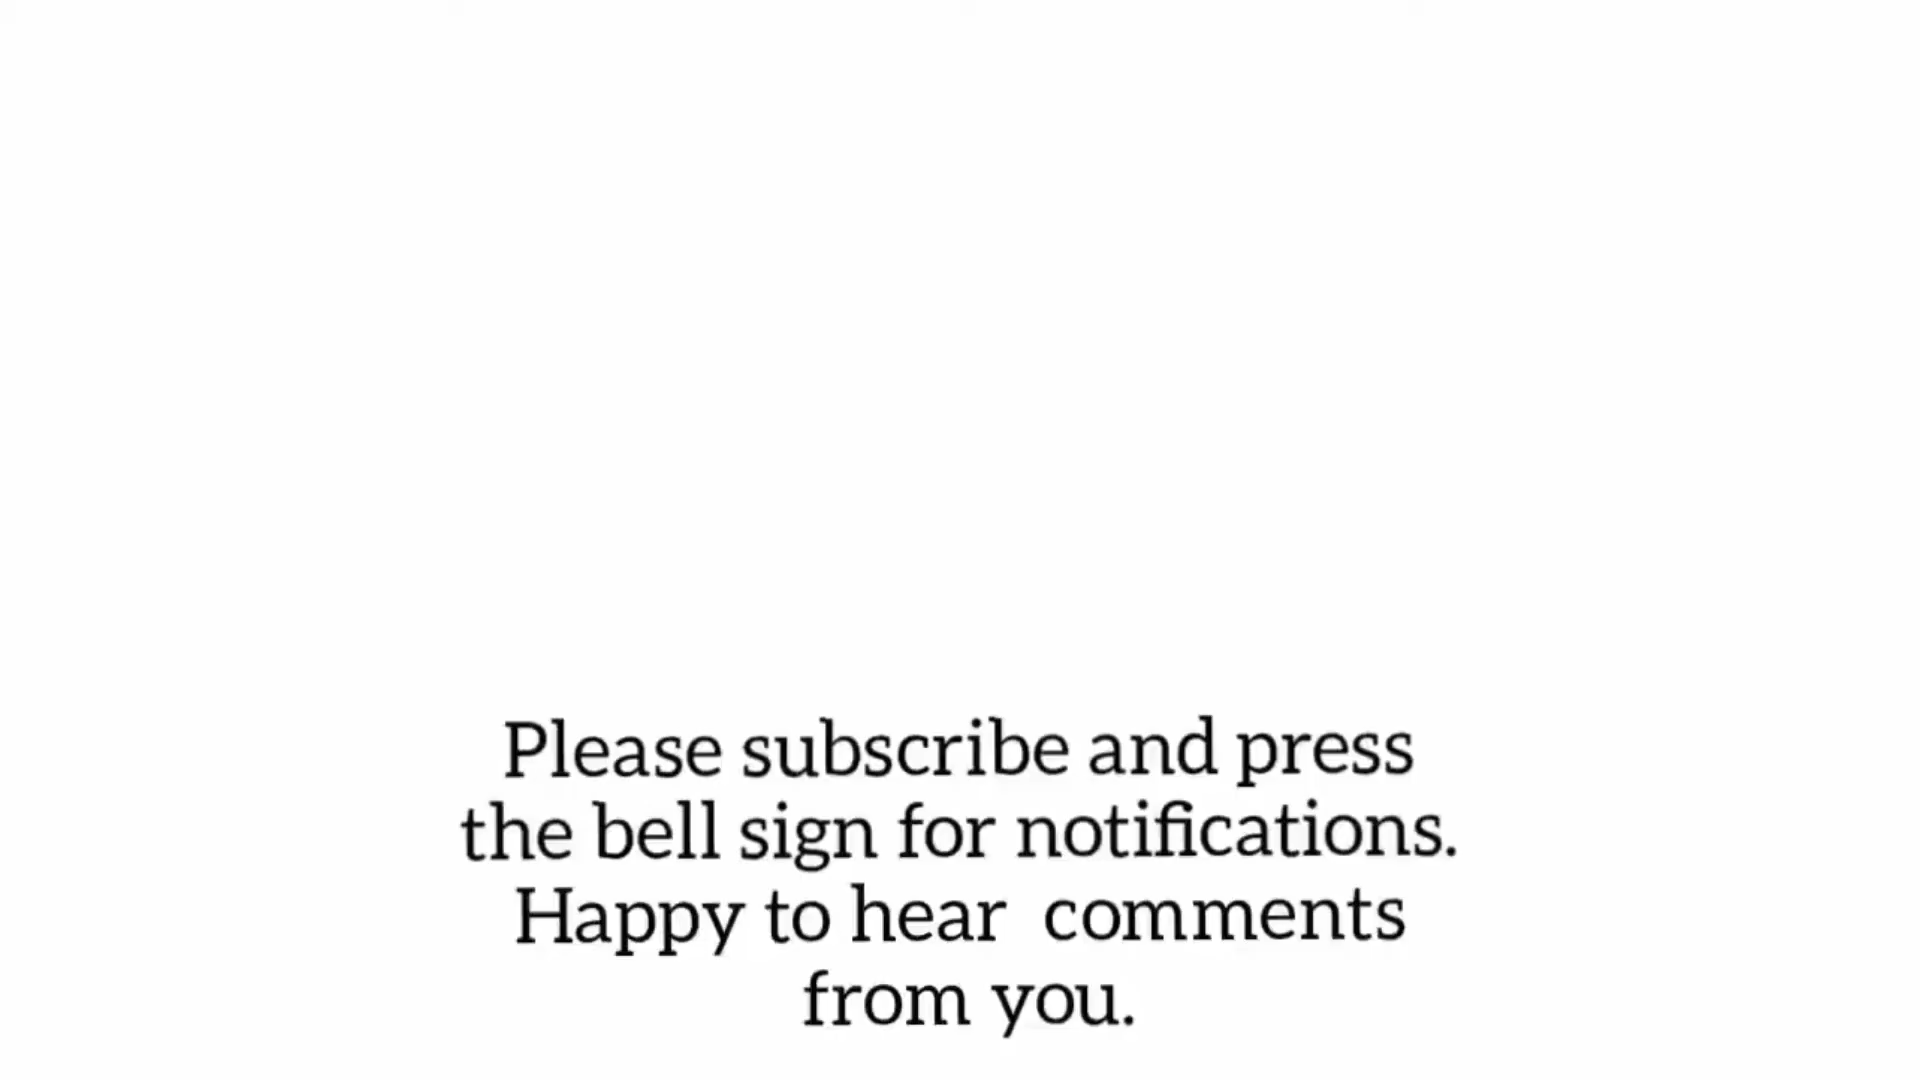 Please subscribe and press
the bell sign for notifications.
Happy to hear  comments
from you.